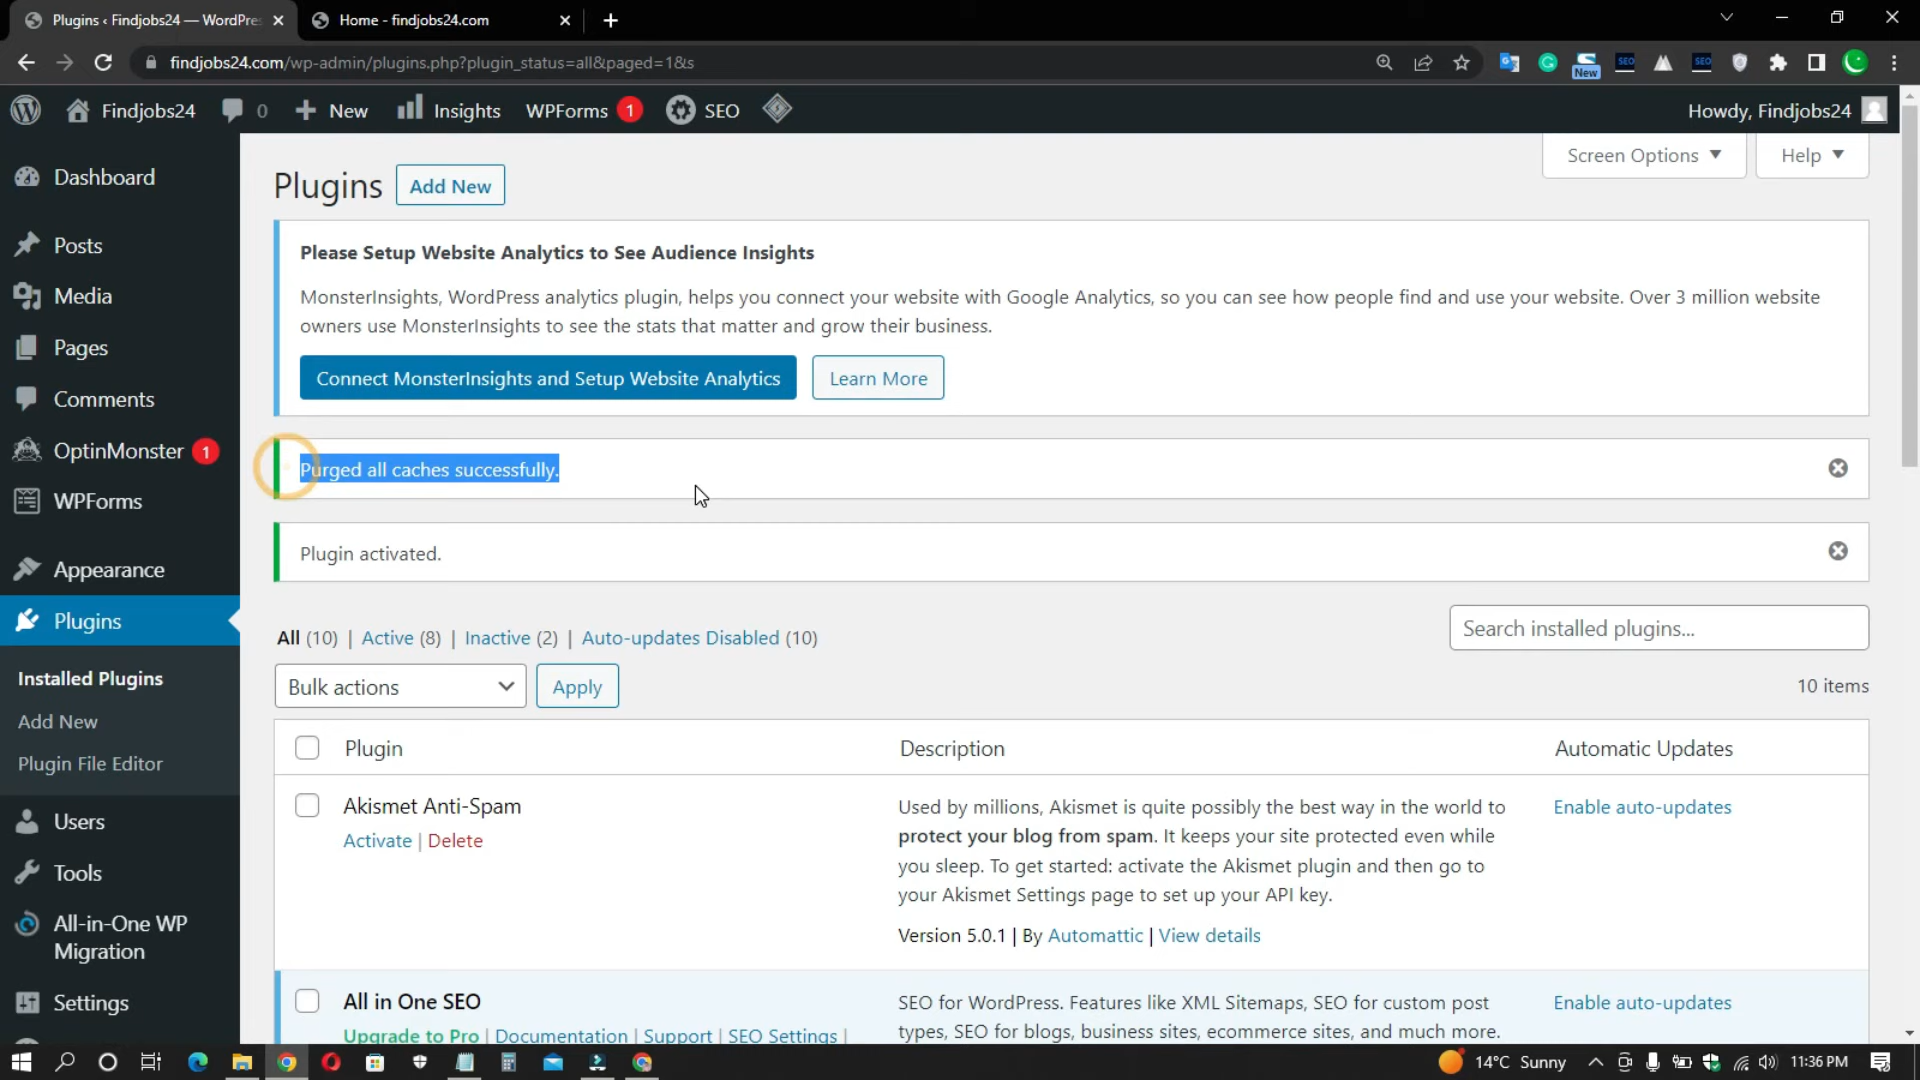 Plugins ‹ Findjobs24 — WordPres
Home - findjobs24.com
findjobs24.com/wp-admin/plugins.php?plugin_status=all&paged=1&s
New
SEO
SEO
Findjobs24
0
New
Insights
WPForms 1
SEO
Howdy, Findjobs24
Dashboard
Posts
Media
Pages
Comments
OptinMonster 1
WPForms
Appearance
Plugins
Installed Plugins
Add New
Plugin File Editor
Users
Tools
All-in-One WP
Migration
Settings
Screen Options
Help
Plugins
Add New
Please Setup Website Analytics to See Audience Insights
MonsterInsights, WordPress analytics plugin, helps you connect your website with Google Analytics, so you can see how people find and use your website. Over 3 million website
owners use MonsterInsights to see the stats that matter and grow their business.
Connect MonsterInsights and Setup Website Analytics
Learn More
Purged all caches successfully.
Plugin activated.
All (10) | Active (8) | Inactive (2) | Auto-updates Disabled (10)
Search installed plugins...
Bulk actions
Apply
10 items
Plugin
Description
Automatic Updates
Akismet Anti-Spam
Activate | Delete
Used by millions, Akismet is quite possibly the best way in the world to
protect your blog from spam. It keeps your site protected even while
you sleep. To get started: activate the Akismet plugin and then go to
your Akismet Settings page to set up your API key.
Version 5.0.1 | By Automattic | View details
Enable auto-updates
All in One SEO
Upgrade to Pro | Documentation | Support | SEO Settings |
SEO for WordPress. Features like XML Sitemaps, SEO for custom post
types, SEO for blogs, business sites, ecommerce sites, and much more.
Enable auto-updates
14°C Sunny
11:36 PM